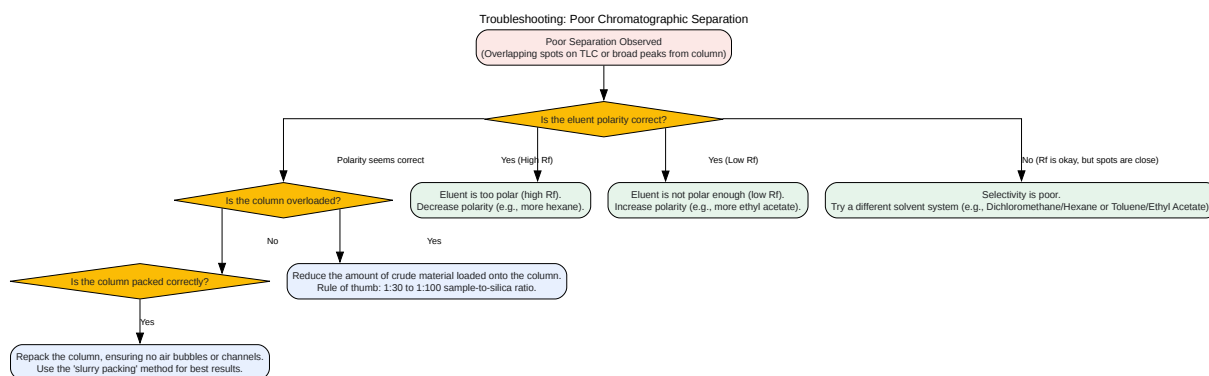 Troubleshooting: Poor Chromatographic Separation
Poor Separation Observed
(Overlapping spots on TLC or broad peaks from column)
Is the eluent polarity correct?
Polarity seems correct
Yes (High Rf)
Yes (Low Rf)
No (Rf is okay, but spots are close)
Is the column overloaded?
Eluent is too polar (high Rf).
Decrease polarity (e.g., more hexane).
Eluent is not polar enough (low Rf).
Increase polarity (e.g., more ethyl acetate).
Selectivity is poor.
Try a different solvent system (e.g., Dichloromethane/Hexane or Toluene/Ethyl Acetate)
No
Yes
Is the column packed correctly?
Reduce the amount of crude material loaded onto the column.
Rule of thumb: 1:30 to 1:100 sample-to-silica ratio.
Yes
Repack the column, ensuring no air bubbles or channels.
Use the 'slurry packing' method for best results.